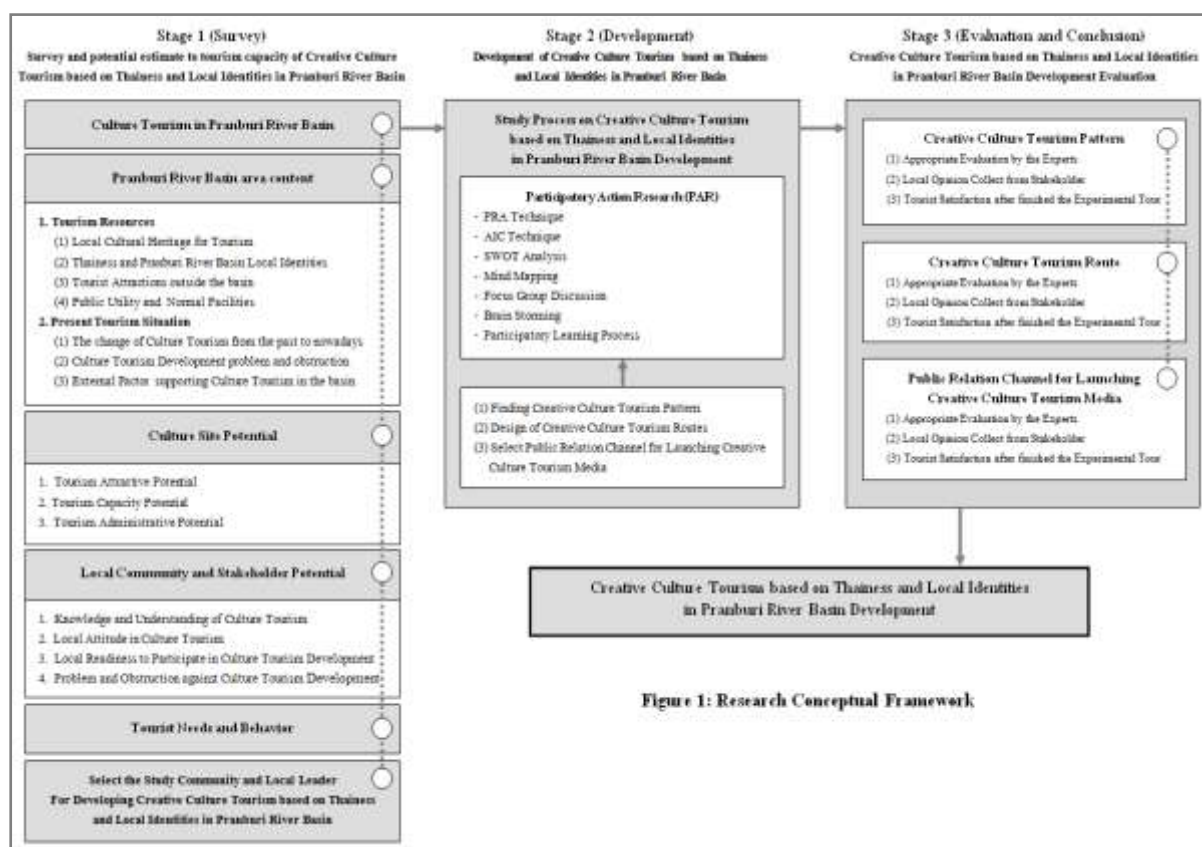 Stage 1 (Survey)
Survey and potential estimate to tourism capacity of Creative Culture
Tourism based on Thainess and Local Identities in Pranburi River Basin
Culture Tourism in Pranburi River Basin
Pranburi River Basin area content
1. Tourism Resources
(1) Local Cultural Heritage for Tourism
(2) Thainess and Pranburi River Basin Local Identities
(3) Tourist Attractions outside the basin
(4) Public Utility and Normal Facilities
2. Present Tourism Situation
(1) The change of Culture Tourism from the past to nowadays
(2) Culture Tourism Development problem and obstruction
(3) External Factor supporting Culture Tourism in the basin
Culture Site Potential
1. Tourism Attractive Potential
2. Tourism Capacity Potential
3. Tourism Administrative Potential
Local Community and Stakeholder Potential
1. Knowledge and Understanding of Culture Tourism
2. Local Attitude in Culture Tourism
3. Local Readiness to Participate in Culture Tourism Development
4. Problem and Obstruction against Culture Tourism Development
Tourist Needs and Behavior
Select the Study Community and Local Leader
For Developing Creative Culture Tourism based on Thainess
and Local Identities in Pranburi River Basin
Stage 2 (Development)
Development of Creative Culture Tourism based on Thainess
and Local Identities in Pranburi River Basin
Study Process on Creative Culture Tourism
based on Thainess and Local Identities
in Pranburi River Basin Development
Participatory Action Research (PAR)
- PRA Technique
- AIC Technique
- SWOT Analysis
- Mind Mapping
- Focus Group Discussion
- Brain Storming
- Participatory Learning Process
(1) Finding Creative Culture Tourism Pattern
(2) Design of Creative Culture Tourism Routes
(3) Select Public Relation Channel for Launching Creative
Culture Tourism Media
Stage 3 (Evaluation and Conclusion)
Creative Culture Tourism based on Thainess and Local Identities
in Pranburi River Basin Development Evaluation
Creative Culture Tourism Pattern
(1) Appropriate Evaluation by the Experts
(2) Local Opinion Collect from Stakeholder
(3) Tourist Satisfaction after finished the Experimental Tour
Creative Culture Tourism Route
(1) Appropriate Evaluation by the Experts
(2) Local Opinion Collect from Stakeholder
(3) Tourist Satisfaction after finished the Experimental Tour
Public Relation Channel for Launching
Creative Culture Tourism Media
(1) Appropriate Evaluation by the Experts
(2) Local Opinion Collect from Stakeholder
(3) Tourist Satisfaction after finished the Experimental Tour
Creative Culture Tourism based on Thainess and Local Identities
in Pranburi River Basin Development
Figure 1: Research Conceptual Framework